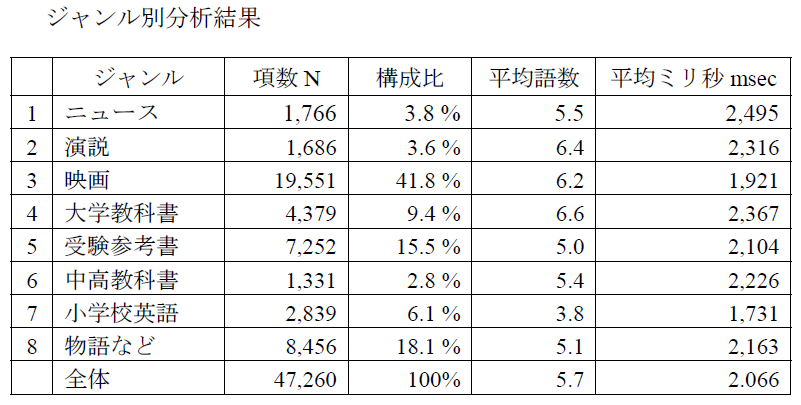 ジャンル別分析結果
ジャンル 項数 N 構成比 平均語数 平均ミリ秒 msec
1 ニュース 1,766 3.8 % 5.5 2,495
2 演説 1,686 3.6 % 6.4 2,316
3 映画 19,551 41.8 % 6.2 1,921
4 大学教科書 4,379 9.4 % 6.6 2,367
5 受験参考書 7,252 15.5 % 5.0 2,104
6 中高教科書 1,331 2.8 % 5.4 2,226
7 小学校英語 2,839 6.1 % 3.8 1,731
8 物語など 8,456 18.1 % 5.1 2,163
全体 47,260 100% 5.7 2.066